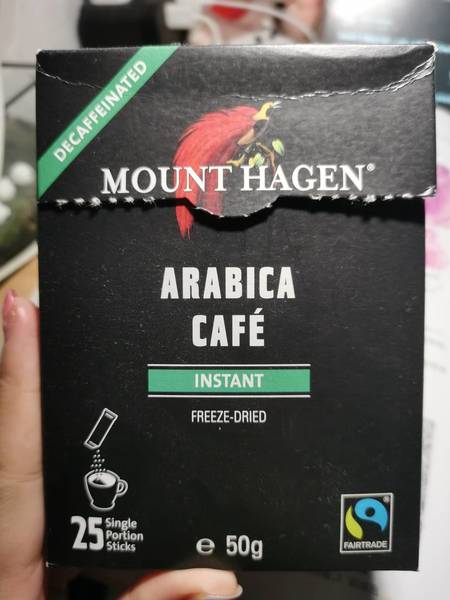 DECAFFEINATED
MOUNT HAGEN®
ARABICA
CAFÉ
INSTANT
FREEZE-DRIED
25 Single
Portion
Sticks
℮ 50g
FAIRTRADE